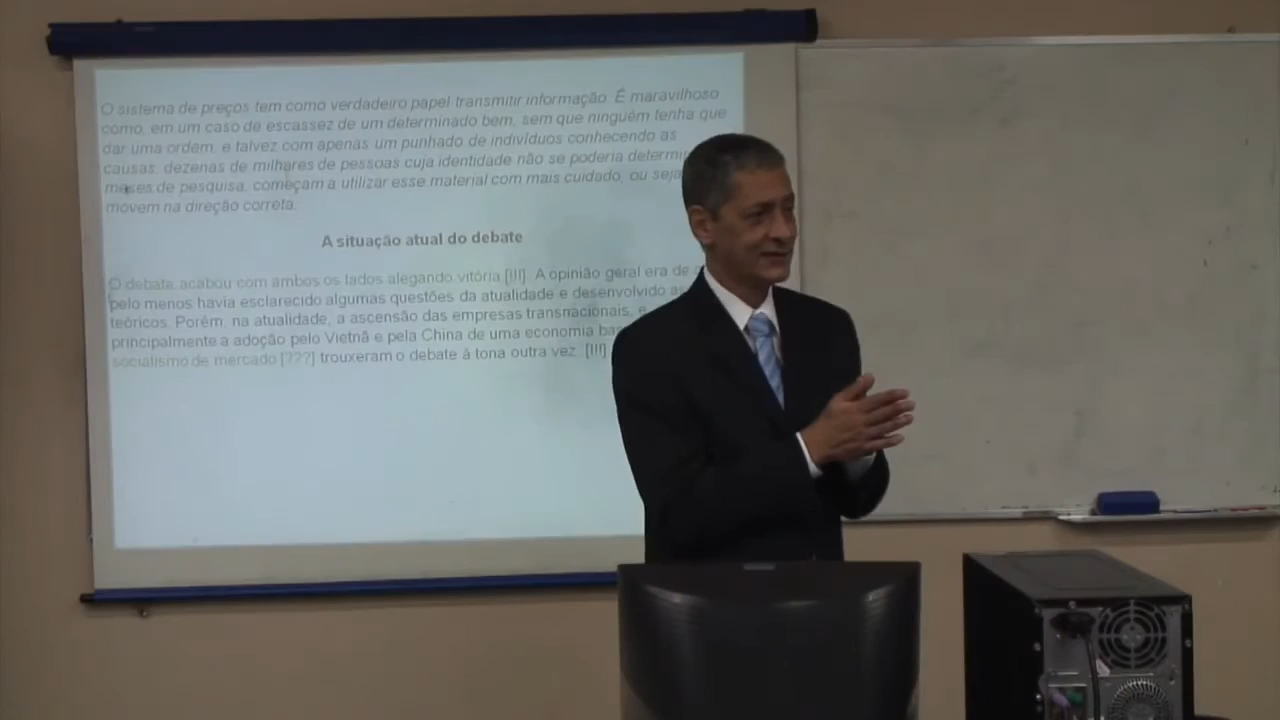 O sistema de preços tem como verdadeiro papel transmitir informação. É maravilhoso
como, em um caso de escassez de um determinado bem, sem que ninguém tenha que
dar uma ordem, e talvez com apenas um punhado de indivíduos conhecendo as
causas, dezenas de milhares de pessoas cuja identidade não se poderia determi
meses de pesquisa, começam a utilizar esse material com mais cuidado, ou seja
movem na direção correta.
A situação atual do debate
O debate acabou com ambos os lados alegando vitória [III]. A opinião geral era de
pelo menos havia esclarecido algumas questões da atualidade e desenvolvido
teóricos. Porém, na atualidade, a ascensão das empresas transnacionais, e
principalmente a adoção pelo Vietnã e pela China de uma economia ba
socialismo de mercado [???] trouxeram o debate à tona outra vez. [III]